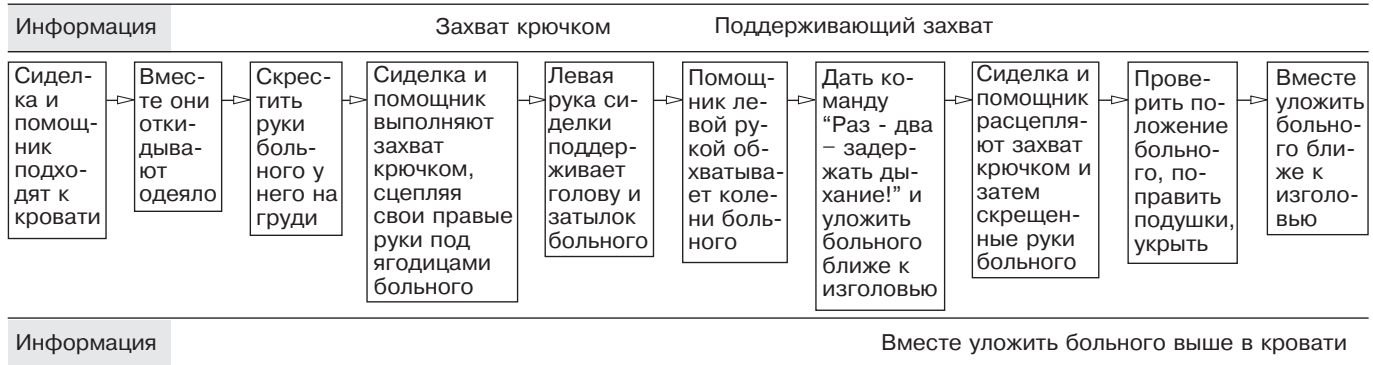 Информация Захват крючком Поддерживающий захват
Сидел-
ка и
помощ-
ник
подхо-
дят к
кровати
Вмес-
те они
отки-
дыва-
ют
одеяло
Скрес-
тить
руки
боль-
ного у
него на
груди
Сиделка и
помощник
выполняют
захват
крючком,
сцепляя
свои правые
руки под
ягодицами
больного
Левая
рука си-
делки
поддер-
живает
голову и
затылок
больного
Помощ-
ник ле-
вой ру-
кой об-
хватыва-
ет коле-
ни боль-
ного
Дать ко-
манду
“Раз - два
– задер-
жать ды-
хание!” и
уложить
больного
ближе к
изголовью
Сиделка и
помощник
расцепля-
ют захват
крючком и
затем
скрещен-
ные руки
больного
Прове-
рить по-
ложение
больно-
го, по-
править
подушки,
укрыть
Вместе
уложить
больно-
го бли-
же к
изголо-
вью
Информация Вместе уложить больного выше в кровати